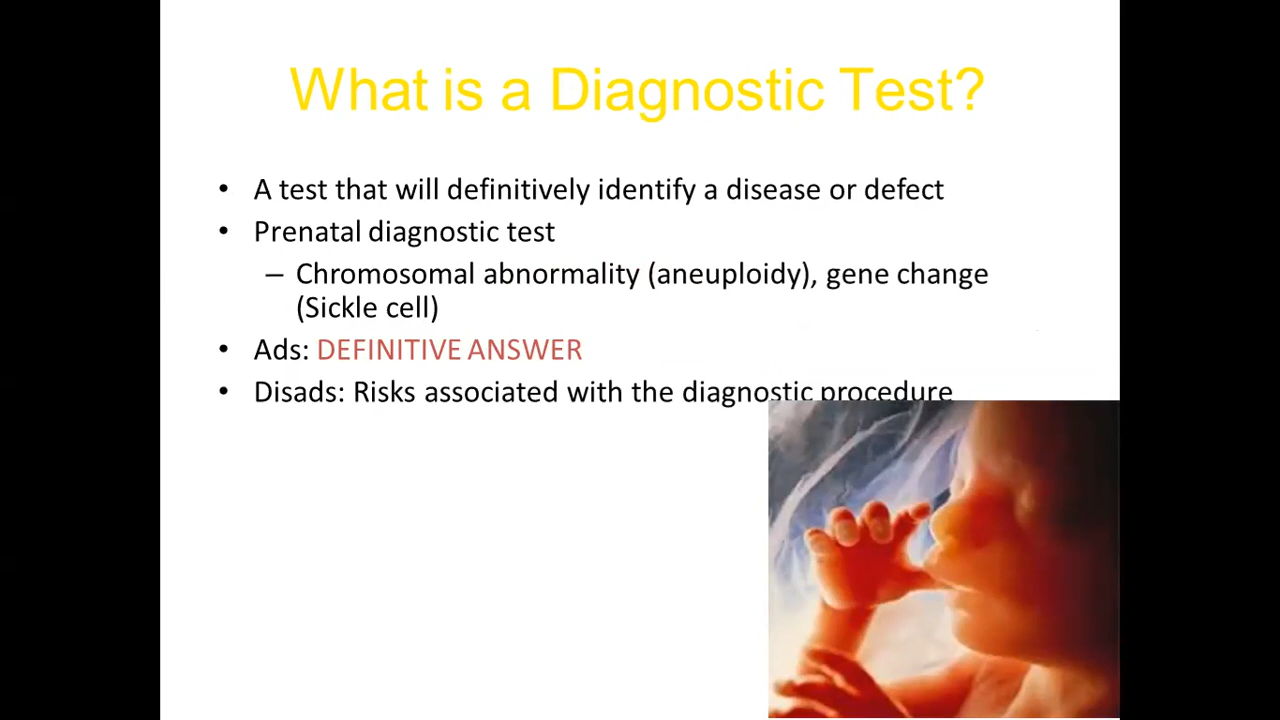 What is a Diagnostic Test?
• A test that will definitively identify a disease or defect
• Prenatal diagnostic test
– Chromosomal abnormality (aneuploidy), gene change
(Sickle cell)
• Ads: DEFINITIVE ANSWER
• Disads: Risks associated with the diagnostic procedure